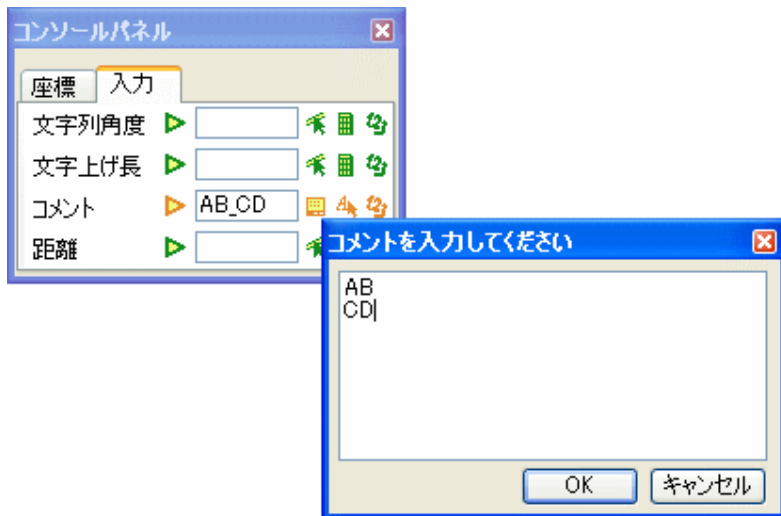 コンソールパネル
座標 入力
文字列角度
文字上げ長
コメント AB_CD
距離
コメントを入力してください
AB
CD
OK キャンセル